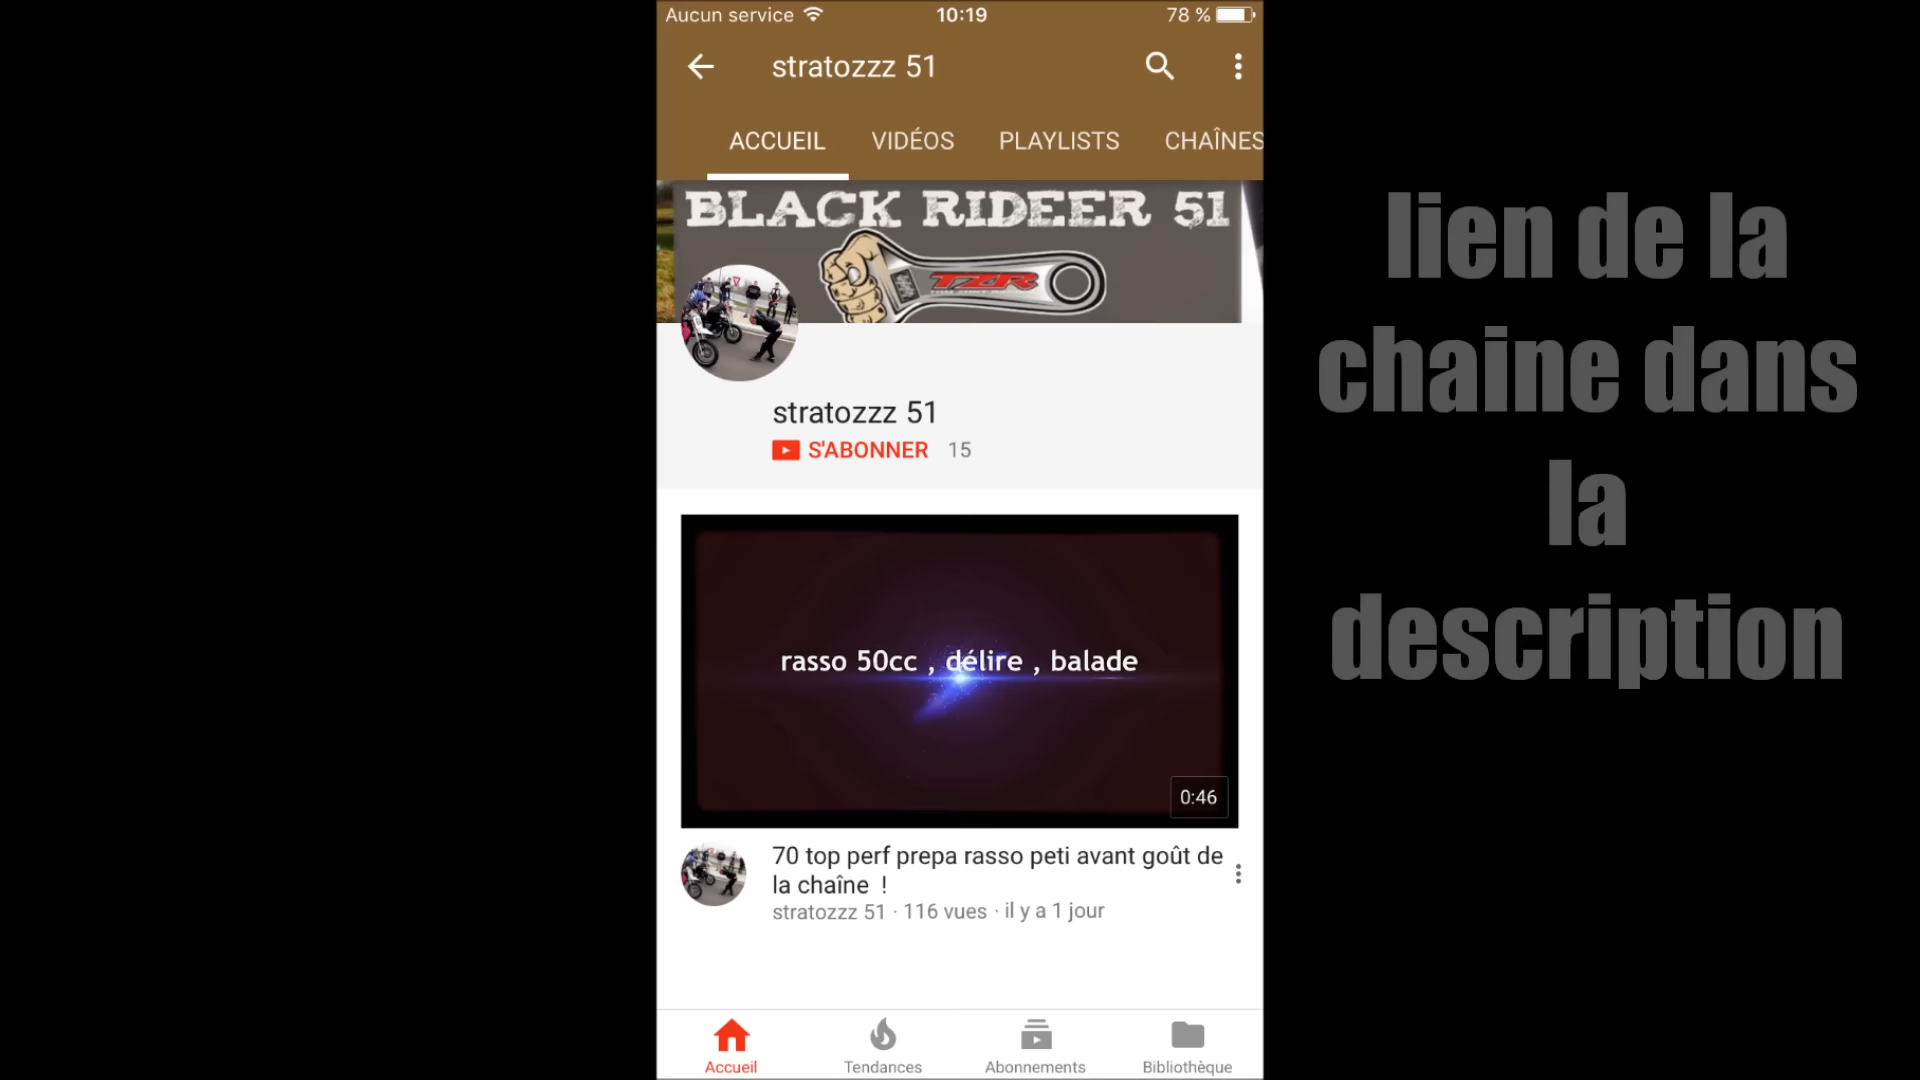 Aucun service
10:19
78 %
stratozzz 51
ACCUEIL VIDÉOS PLAYLISTS CHAÎNES
BLACK RIDEER 51
TZR
stratozzz 51
S'ABONNER 15
rasso 50cc , délire , balade
0:46
70 top perf prepa rasso peti avant goût de
la chaîne !
stratozzz 51 · 116 vues · il y a 1 jour
Accueil Tendances Abonnements Bibliothèque
lien de la
chaine dans
la
description